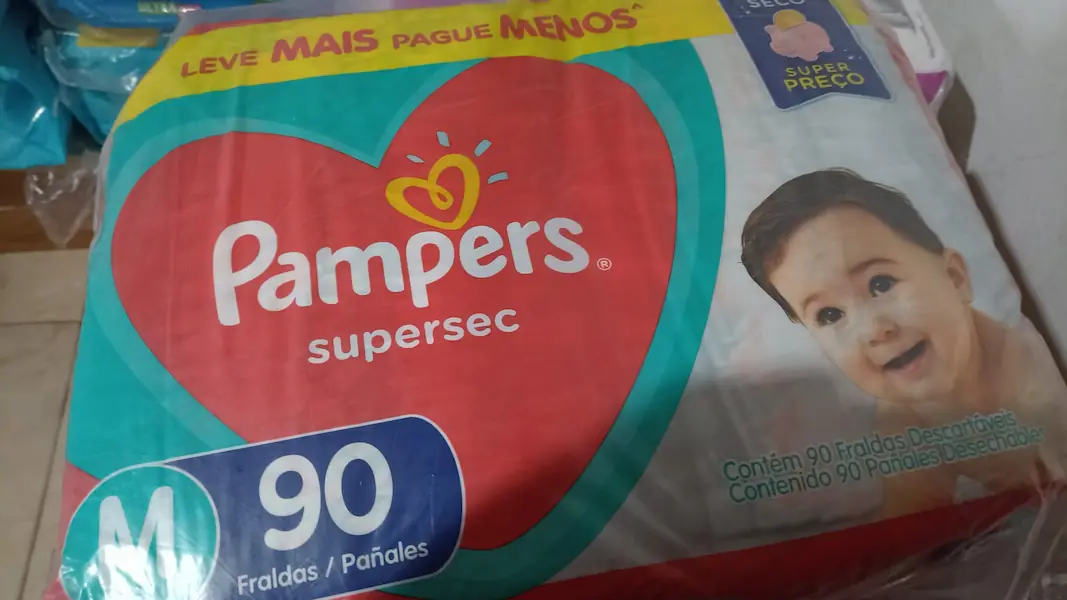 ULTRA
LEVE MAIS PAGUE MENOS^
SECO
SUPER
PREÇO
Pampers®
supersec
M
90
Fraldas / Pañales
Contém 90 Fraldas Descartáveis
Contenido 90 Pañales Desechables